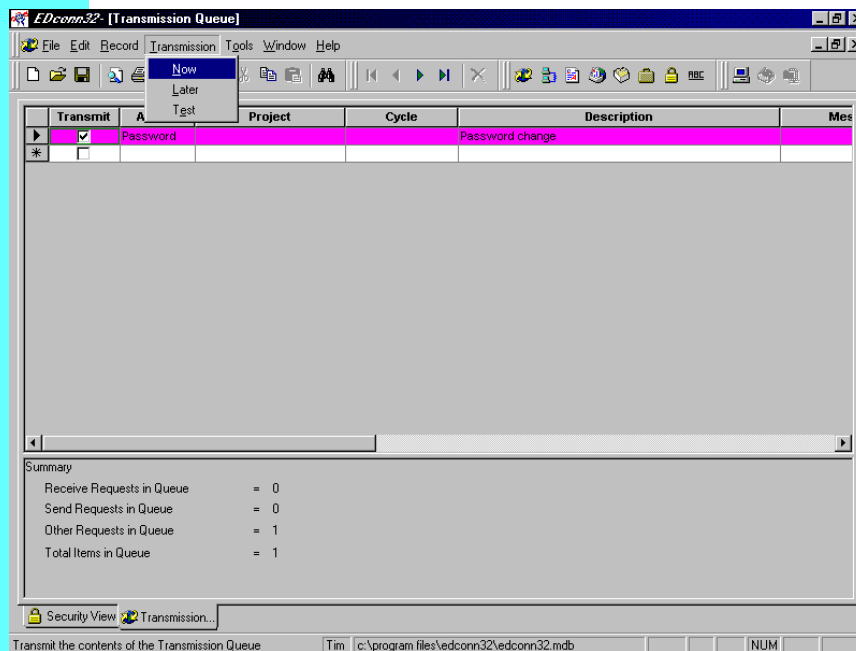 EDconn32- [Transmission Queue]
File Edit Record Transmission Tools Window Help
Now
Later
Test
ABC
Transmit A Project Cycle Description Mes
Password Password change
Summary
Receive Requests in Queue = 0
Send Requests in Queue = 0
Other Requests in Queue = 1
Total Items in Queue = 1
Security View Transmission...
Transmit the contents of the Transmission Queue Tim c:\program files\edconn32\edconn32.mdb NUM